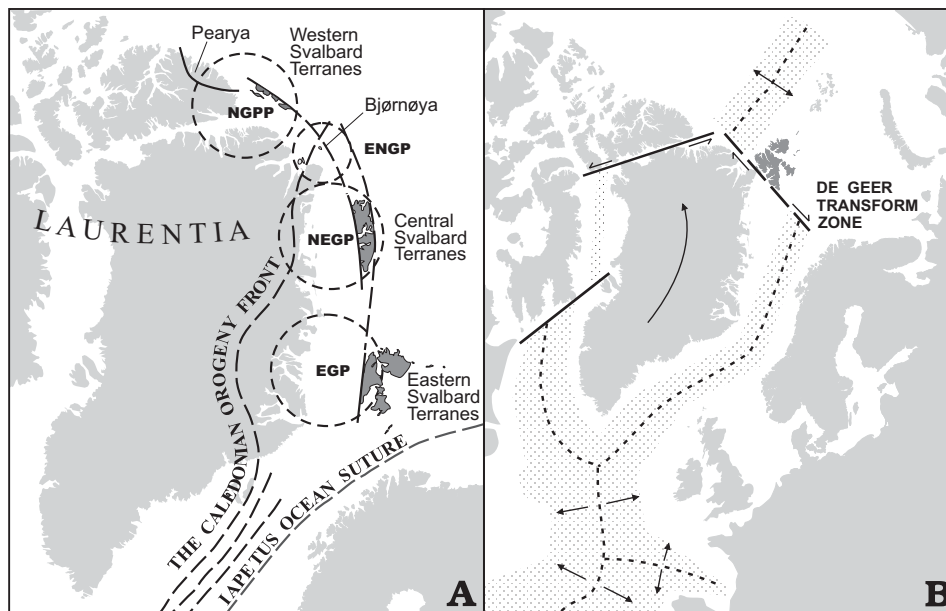 Pearya
Western
Svalbard
Terranes
NGPP
Bjørnøya
ENGP
LAURENTIA
NEGP
Central
Svalbard
Terranes
EGP
Eastern
Svalbard
Terranes
THE CALEDONIAN OROGENY FRONT
IAPETUS OCEAN SUTURE
A
DE GEER
TRANSFORM
ZONE
B